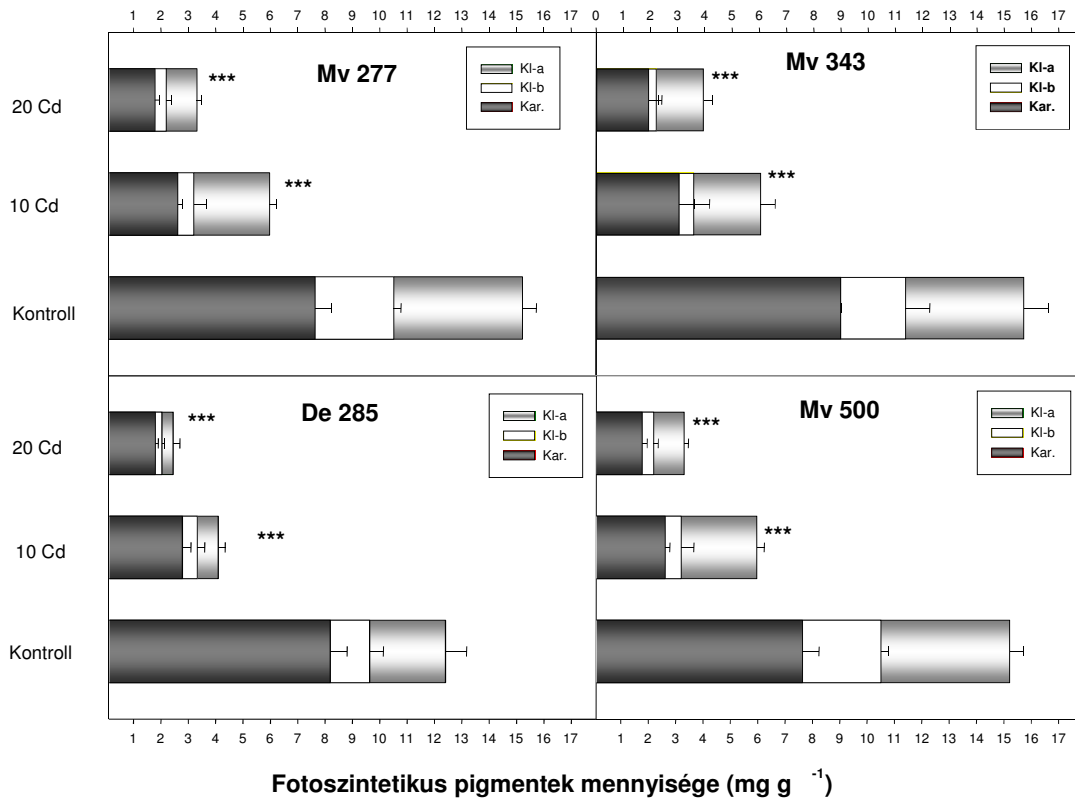 1 2 3 4 5 6 7 8 9 10 11 12 13 14 15 16 17
0 1 2 3 4 5 6 7 8 9 10 11 12 13 14 15 16 17
Mv 277
Kl-a
Kl-b
Kar.
Mv 343
Kl-a
Kl-b
Kar.
20 Cd
***
***
10 Cd
***
***
Kontroll
De 285
Kl-a
Kl-b
Kar.
Mv 500
Kl-a
Kl-b
Kar.
20 Cd
***
***
10 Cd
***
***
Kontroll
1 2 3 4 5 6 7 8 9 10 11 12 13 14 15 16 17
1 2 3 4 5 6 7 8 9 10 11 12 13 14 15 16 17
Fotoszintetikus pigmentek mennyisége (mg g -1)